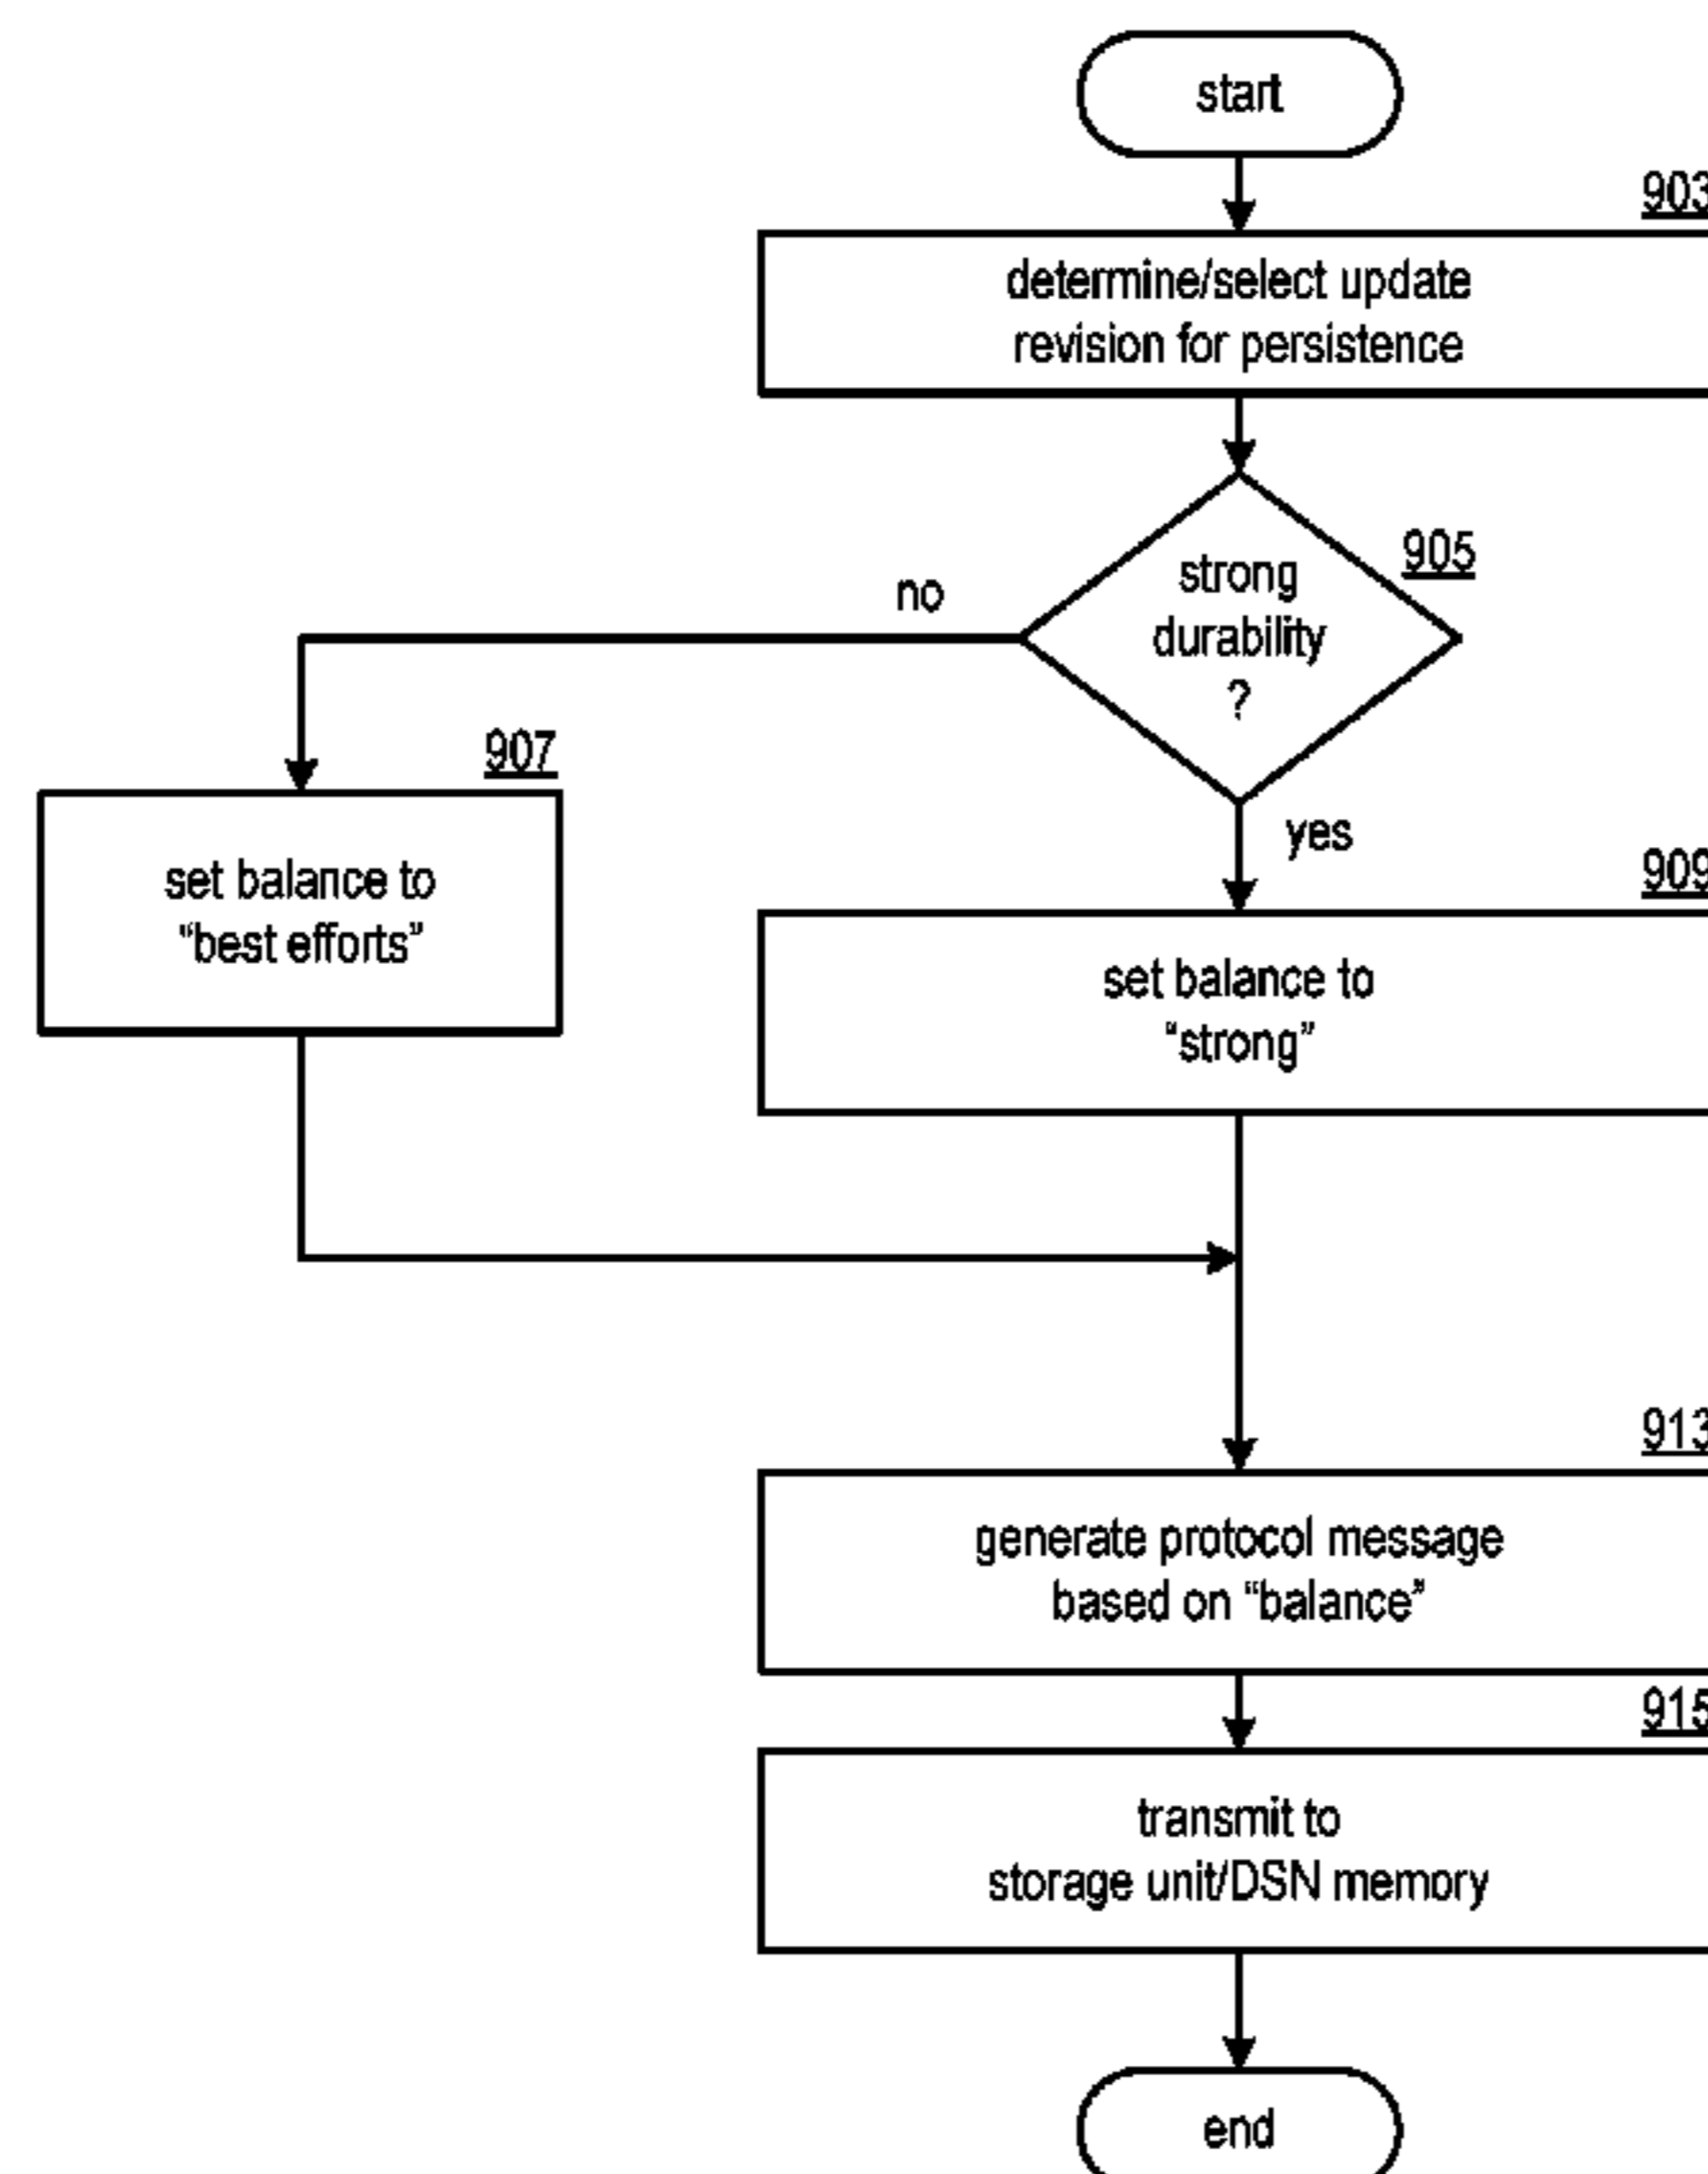 start
903
determine/select update
revision for persistence
905
strong
durability
?
no
yes
907
set balance to
“best efforts”
909
set balance to
“strong”
913
generate protocol message
based on “balance”
915
transmit to
storage unit/DSN memory
end